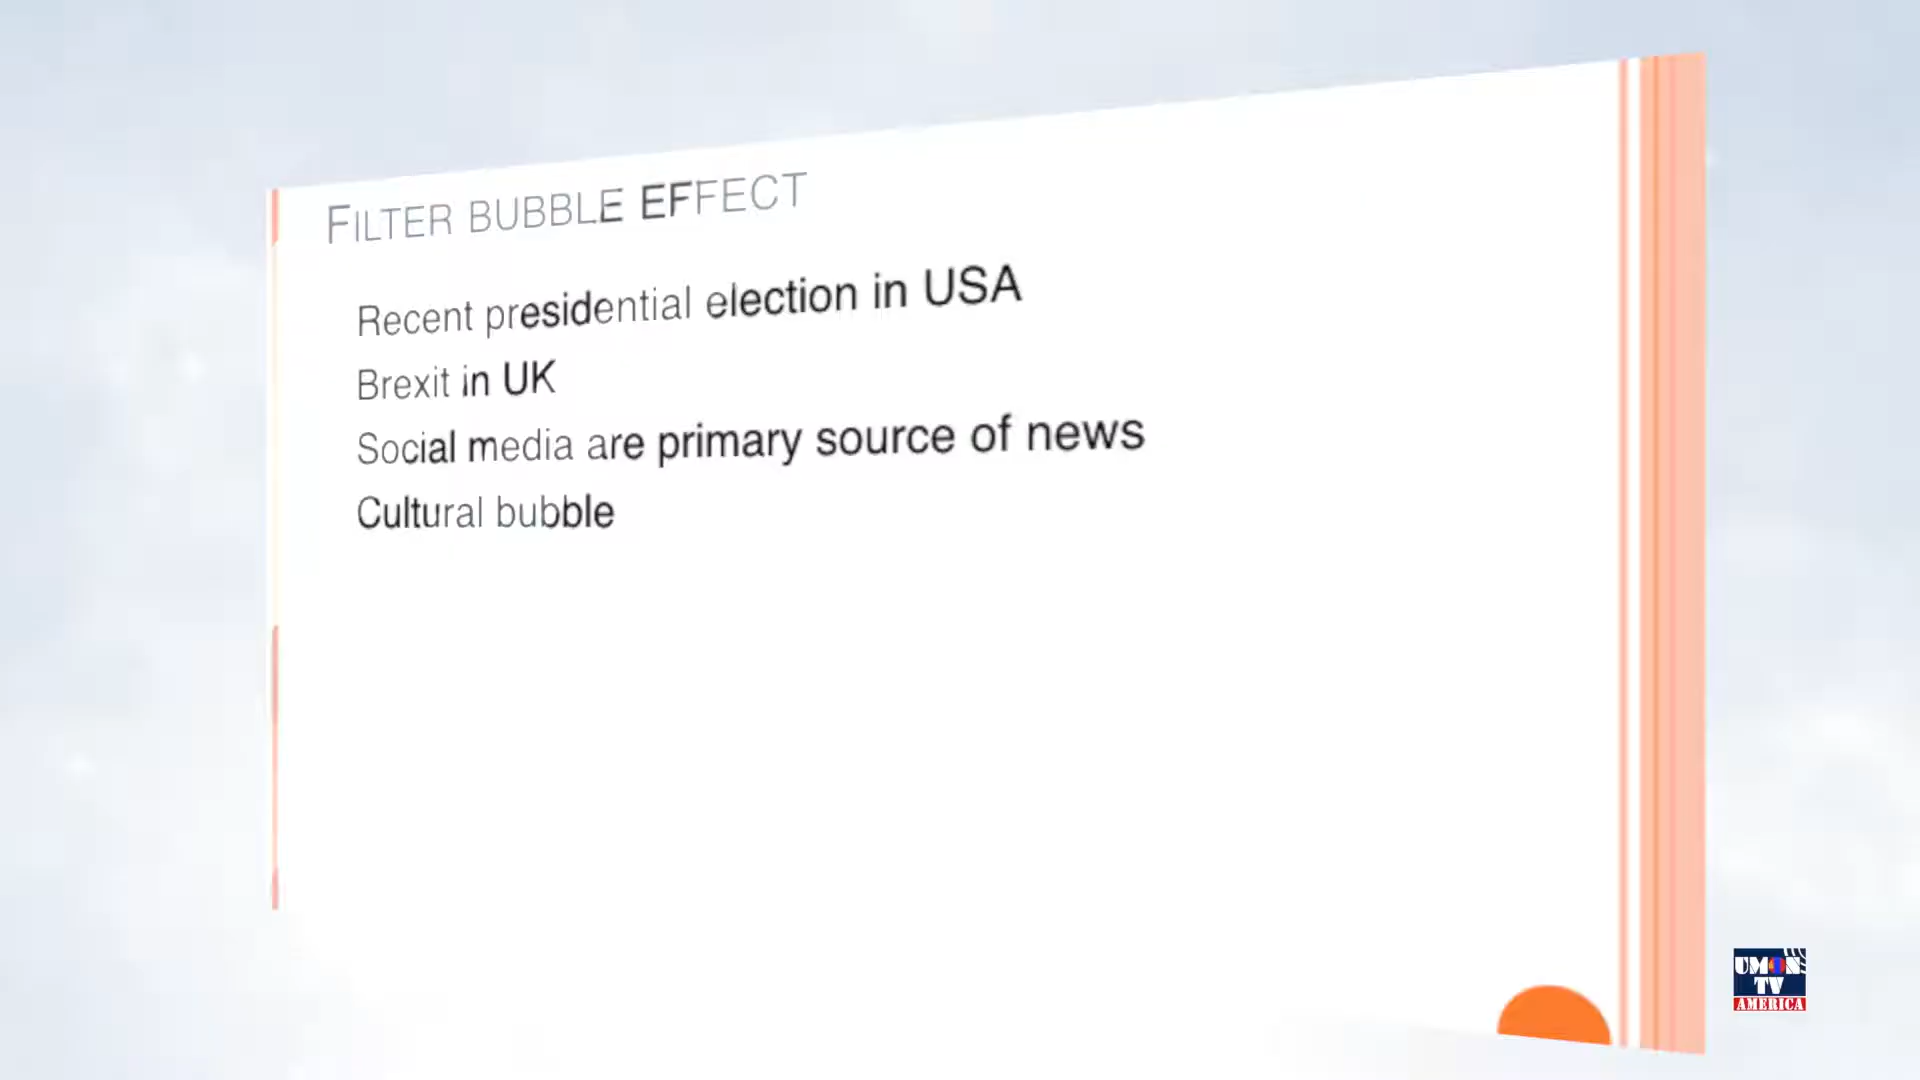 FILTER BUBBLE EFFECT
Recent presidential election in USA
Brexit in UK
Social media are primary source of news
Cultural bubble
UMON
TV
AMERICA